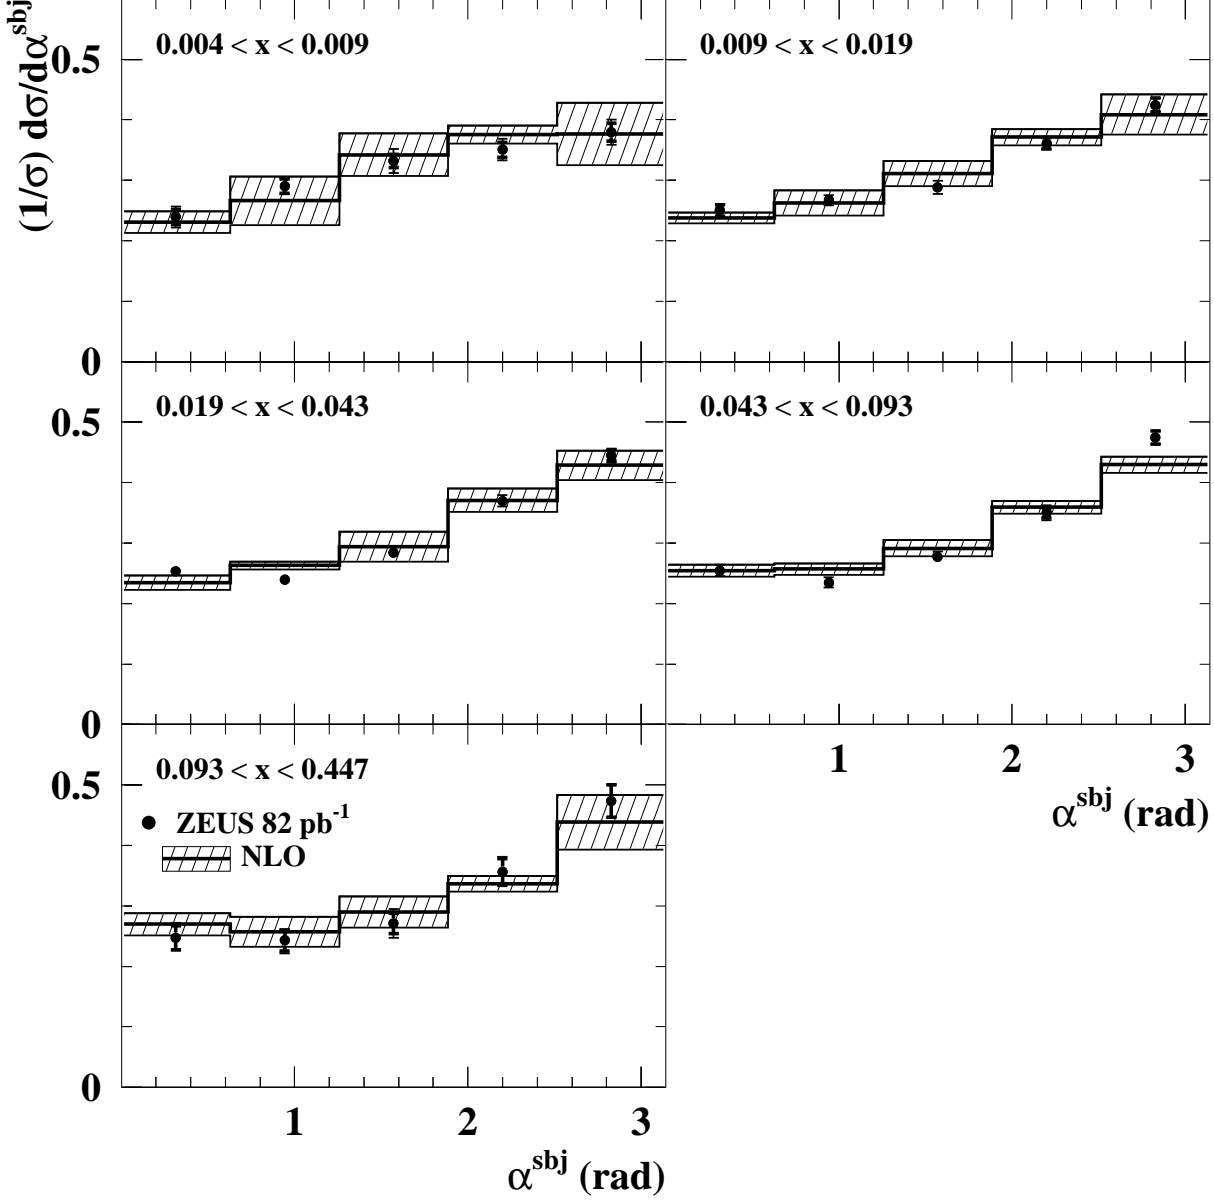 (1/σ) dσ/dα^sbj
0.004 < x < 0.009
0.009 < x < 0.019
0.5
0
0.019 < x < 0.043
0.043 < x < 0.093
0.5
0
1 2 3
α^sbj (rad)
0.093 < x < 0.447
0.5
ZEUS 82 pb^-1
NLO
0
1 2 3
α^sbj (rad)